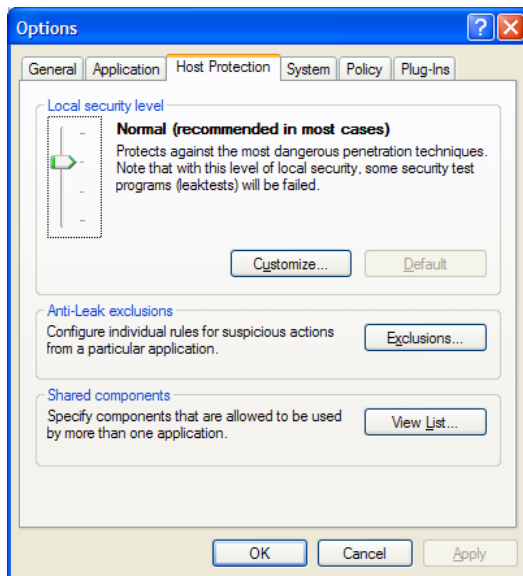 Options
General Application Host Protection System Policy Plug-Ins
Local security level
Normal (recommended in most cases)
Protects against the most dangerous penetration techniques.
Note that with this level of local security, some security test
programs (leaktests) will be failed.
Customize... Default
Anti-Leak exclusions
Configure individual rules for suspicious actions
from a particular application.
Exclusions...
Shared components
Specify components that are allowed to be used
by more than one application.
View List...
OK Cancel Apply